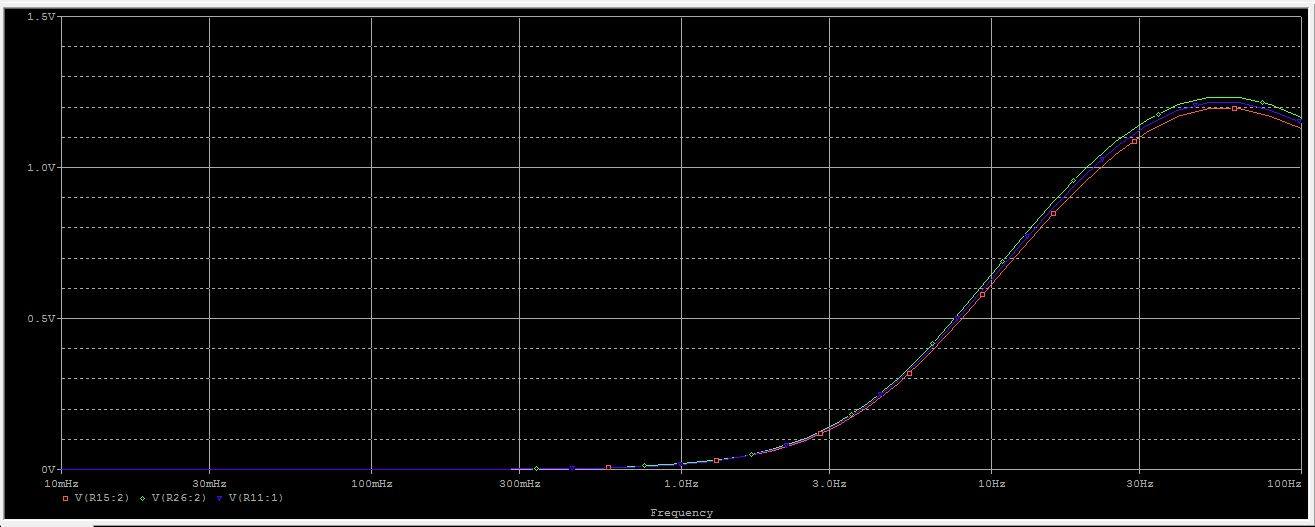 1.5V
1.0V
0.5V
0V
10mHz 30mHz 100mHz 300mHz 1.0Hz 3.0Hz 10Hz 30Hz 100Hz
V(R15:2) V(R26:2) V(R11:1)
Frequency